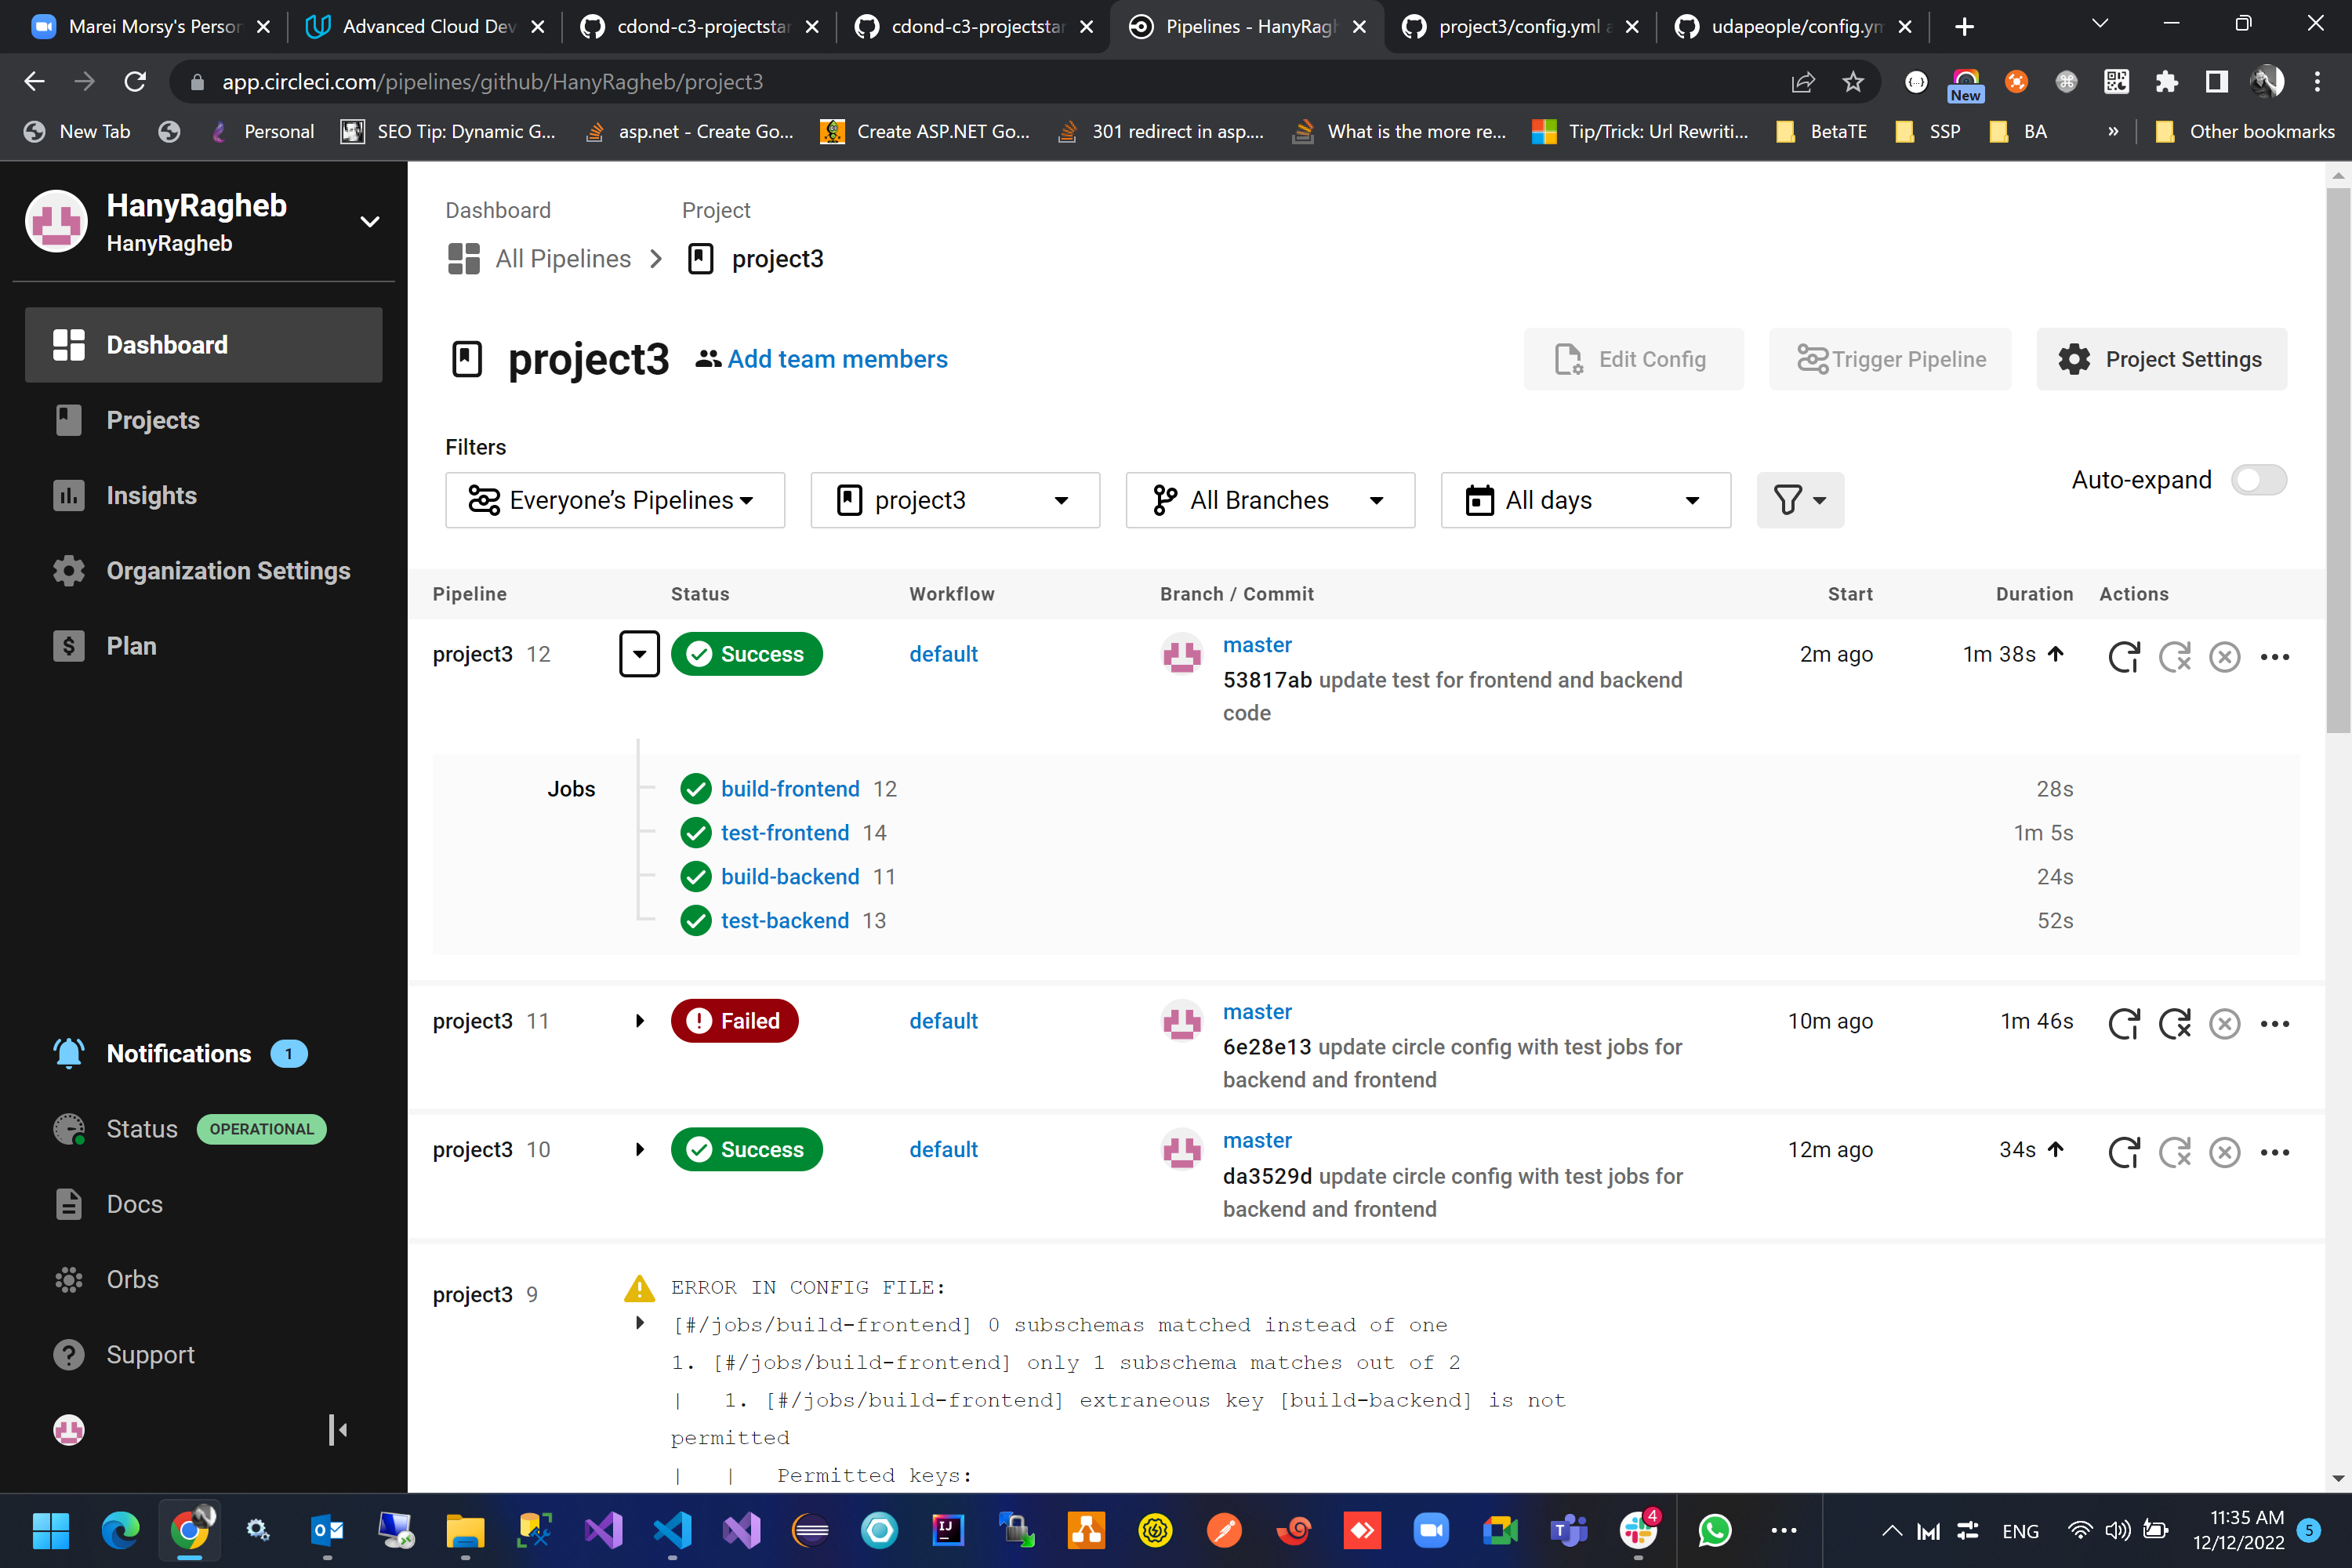 Marei Morsy's Person
Advanced Cloud Dev
cdond-c3-projectstar
cdond-c3-projectstar
Pipelines - HanyRagh
project3/config.yml a
udapeople/config.ym
app.circleci.com/pipelines/github/HanyRagheb/project3
New
New Tab
Personal
SEO Tip: Dynamic G...
asp.net - Create Go...
Create ASP.NET Go...
301 redirect in asp....
What is the more re...
Tip/Trick: Url Rewriti...
BetaTE
SSP
BA
»
Other bookmarks
HanyRagheb
HanyRagheb
Dashboard
Projects
Insights
Organization Settings
Plan
Notifications 1
Status OPERATIONAL
Docs
Orbs
Support
Dashboard Project
All Pipelines project3
project3 Add team members
Edit Config
Trigger Pipeline
Project Settings
Filters
Everyone’s Pipelines
project3
All Branches
All days
Auto-expand
Pipeline Status Workflow Branch / Commit Start Duration Actions
project3 12 Success default master 2m ago 1m 38s
53817ab update test for frontend and backend
code
Jobs
build-frontend 12 28s
test-frontend 14 1m 5s
build-backend 11 24s
test-backend 13 52s
project3 11 Failed default master 10m ago 1m 46s
6e28e13 update circle config with test jobs for
backend and frontend
project3 10 Success default master 12m ago 34s
da3529d update circle config with test jobs for
backend and frontend
project3 9 ERROR IN CONFIG FILE:
[#/jobs/build-frontend] 0 subschemas matched instead of one
1. [#/jobs/build-frontend] only 1 subschema matches out of 2
| 1. [#/jobs/build-frontend] extraneous key [build-backend] is not
permitted
| | Permitted keys:
4
ENG
11:35 AM
12/12/2022
5